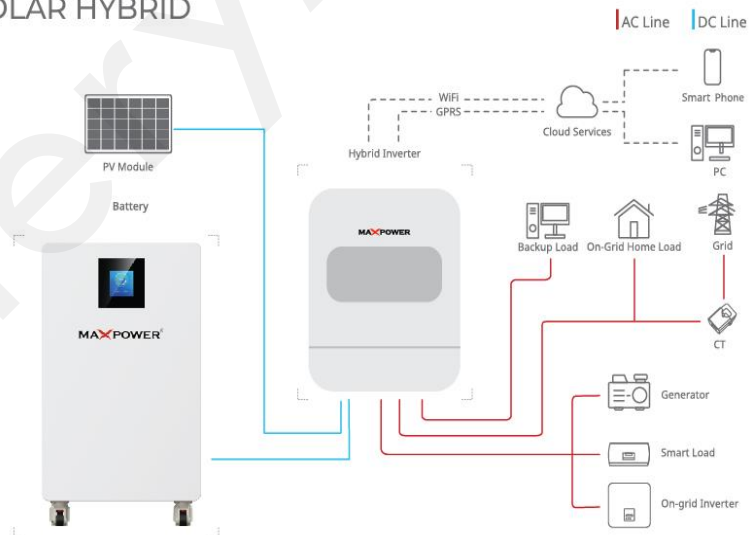 OLAR HYBRID
AC Line
DC Line
PV Module
WiFi
GPRS
Cloud Services
Smart Phone
PC
Hybrid Inverter
Battery
MAXPOWER
Backup Load
On-Grid Home Load
Grid
MAXPOWER
CT
Generator
Smart Load
On-grid Inverter